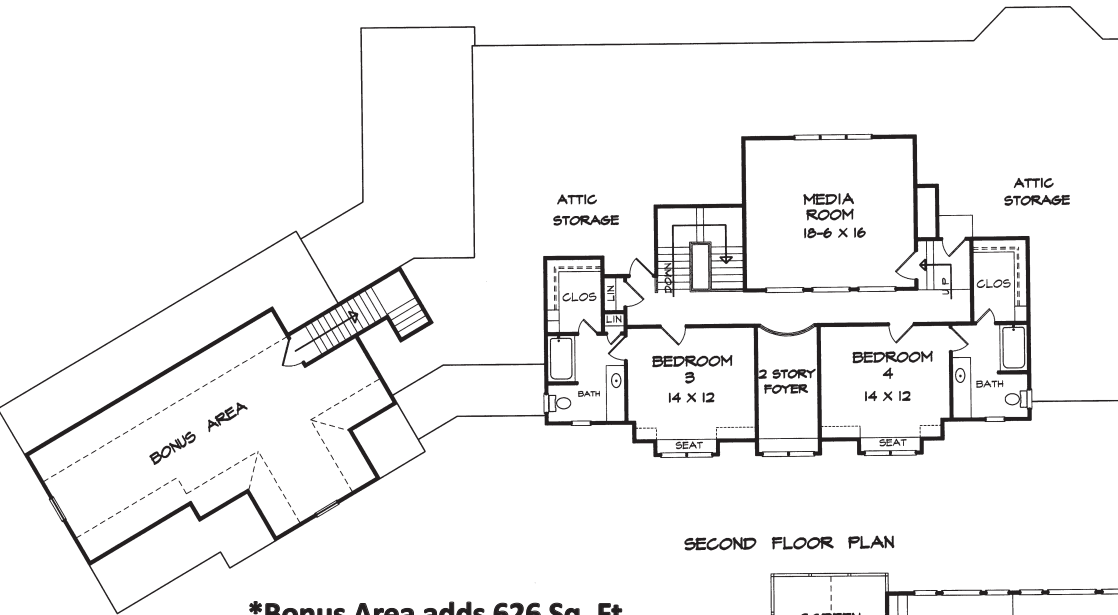 ATTIC
STORAGE
MEDIA
ROOM
18-6 X 16
ATTIC
STORAGE
DOWN
UP
CLOS
LIN
LIN
CLOS
BEDROOM
3
14 X 12
2 STORY
FOYER
BEDROOM
4
14 X 12
BATH
BATH
SEAT
SEAT
BONUS AREA
SECOND FLOOR PLAN
*Bonus Area adds 626 Sq. Ft.